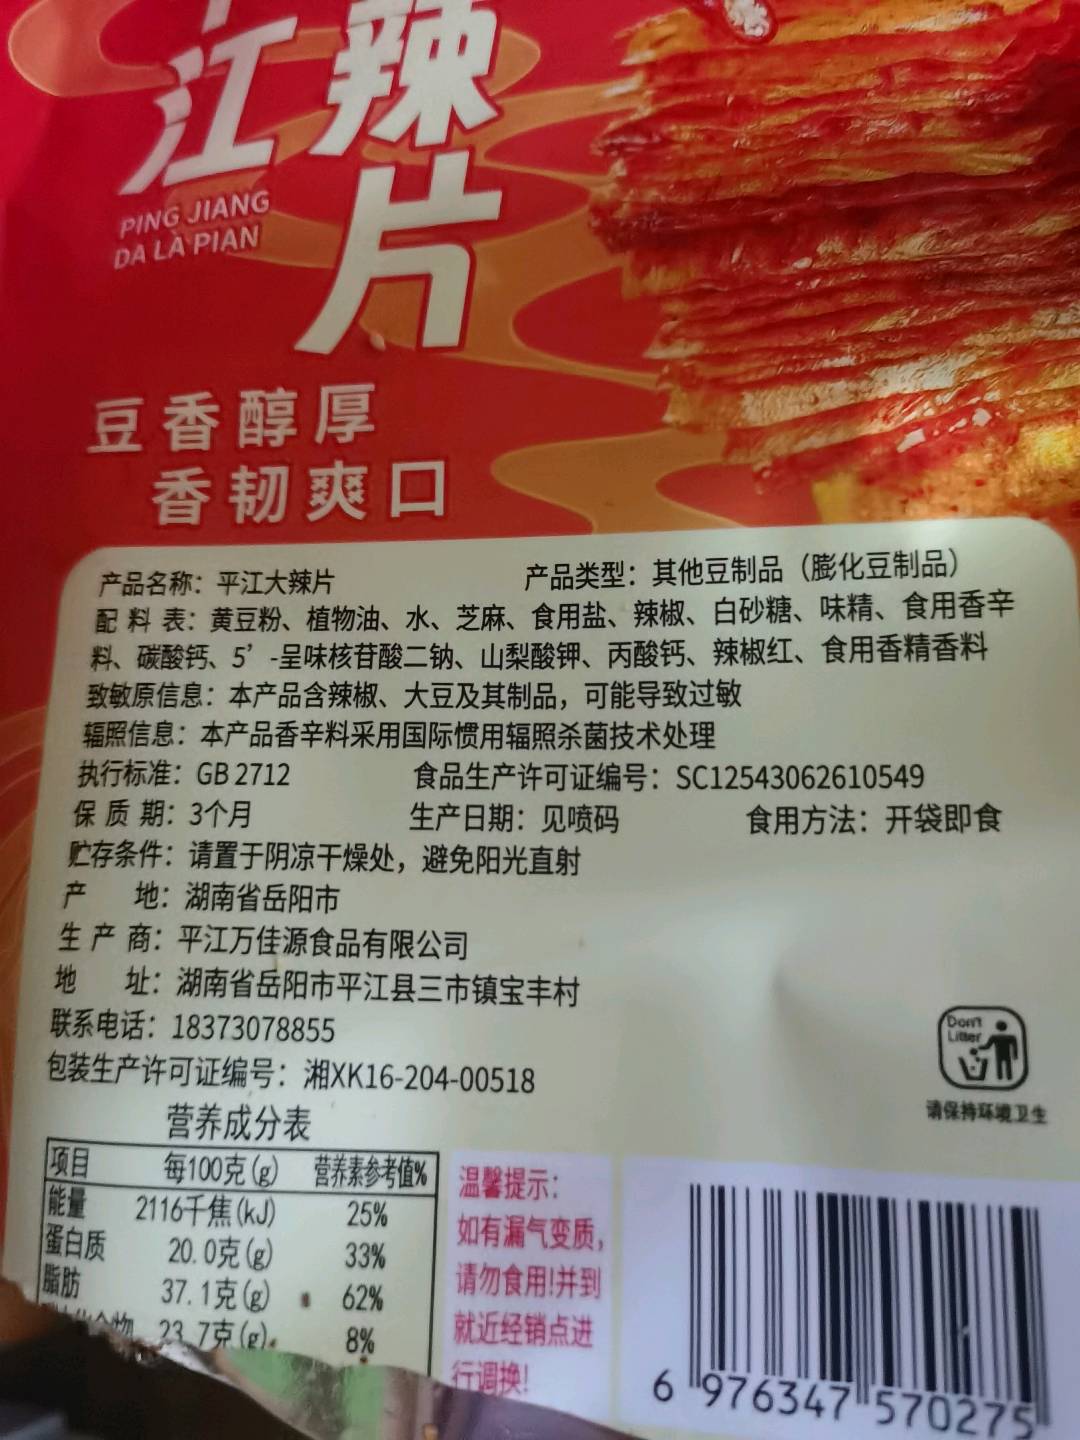 江辣
片
PING JIANG
DA LÀ PIAN
豆香醇厚
香韧爽口
产品名称：平江大辣片 产品类型：其他豆制品（膨化豆制品）
配料表：黄豆粉、植物油、水、芝麻、食用盐、辣椒、白砂糖、味精、食用香辛
料、碳酸钙、5’-呈味核苷酸二钠、山梨酸钾、丙酸钙、辣椒红、食用香精香料
致敏原信息：本产品含辣椒、大豆及其制品，可能导致过敏
辐照信息：本产品香辛料采用国际惯用辐照杀菌技术处理
执行标准：GB 2712 食品生产许可证编号：SC12543062610549
保质期：3个月 生产日期：见喷码 食用方法：开袋即食
贮存条件：请置于阴凉干燥处，避免阳光直射
产地：湖南省岳阳市
生产商：平江万佳源食品有限公司
地址：湖南省岳阳市平江县三市镇宝丰村
联系电话：18373078855
包装生产许可证编号：湘XK16-204-00518
Don't
Litter
请保持环境卫生
营养成分表
项目 每100克(g) 营养素参考值%
能量 2116千焦(kJ) 25%
蛋白质 20.0克(g) 33%
脂肪 37.1克(g) 62%
化合物 23.7克(g) 8%
温馨提示：
如有漏气变质，
请勿食用!并到
就近经销点进
行调换!
6 976347 570275